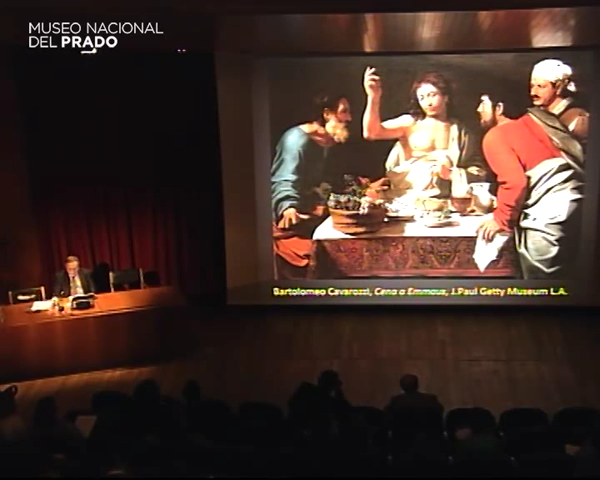 MUSEO NACIONAL
DEL PRADO
Bartolomeo Cavarozzi, Cena a Emmaus, J.Paul Getty Museum L.A.